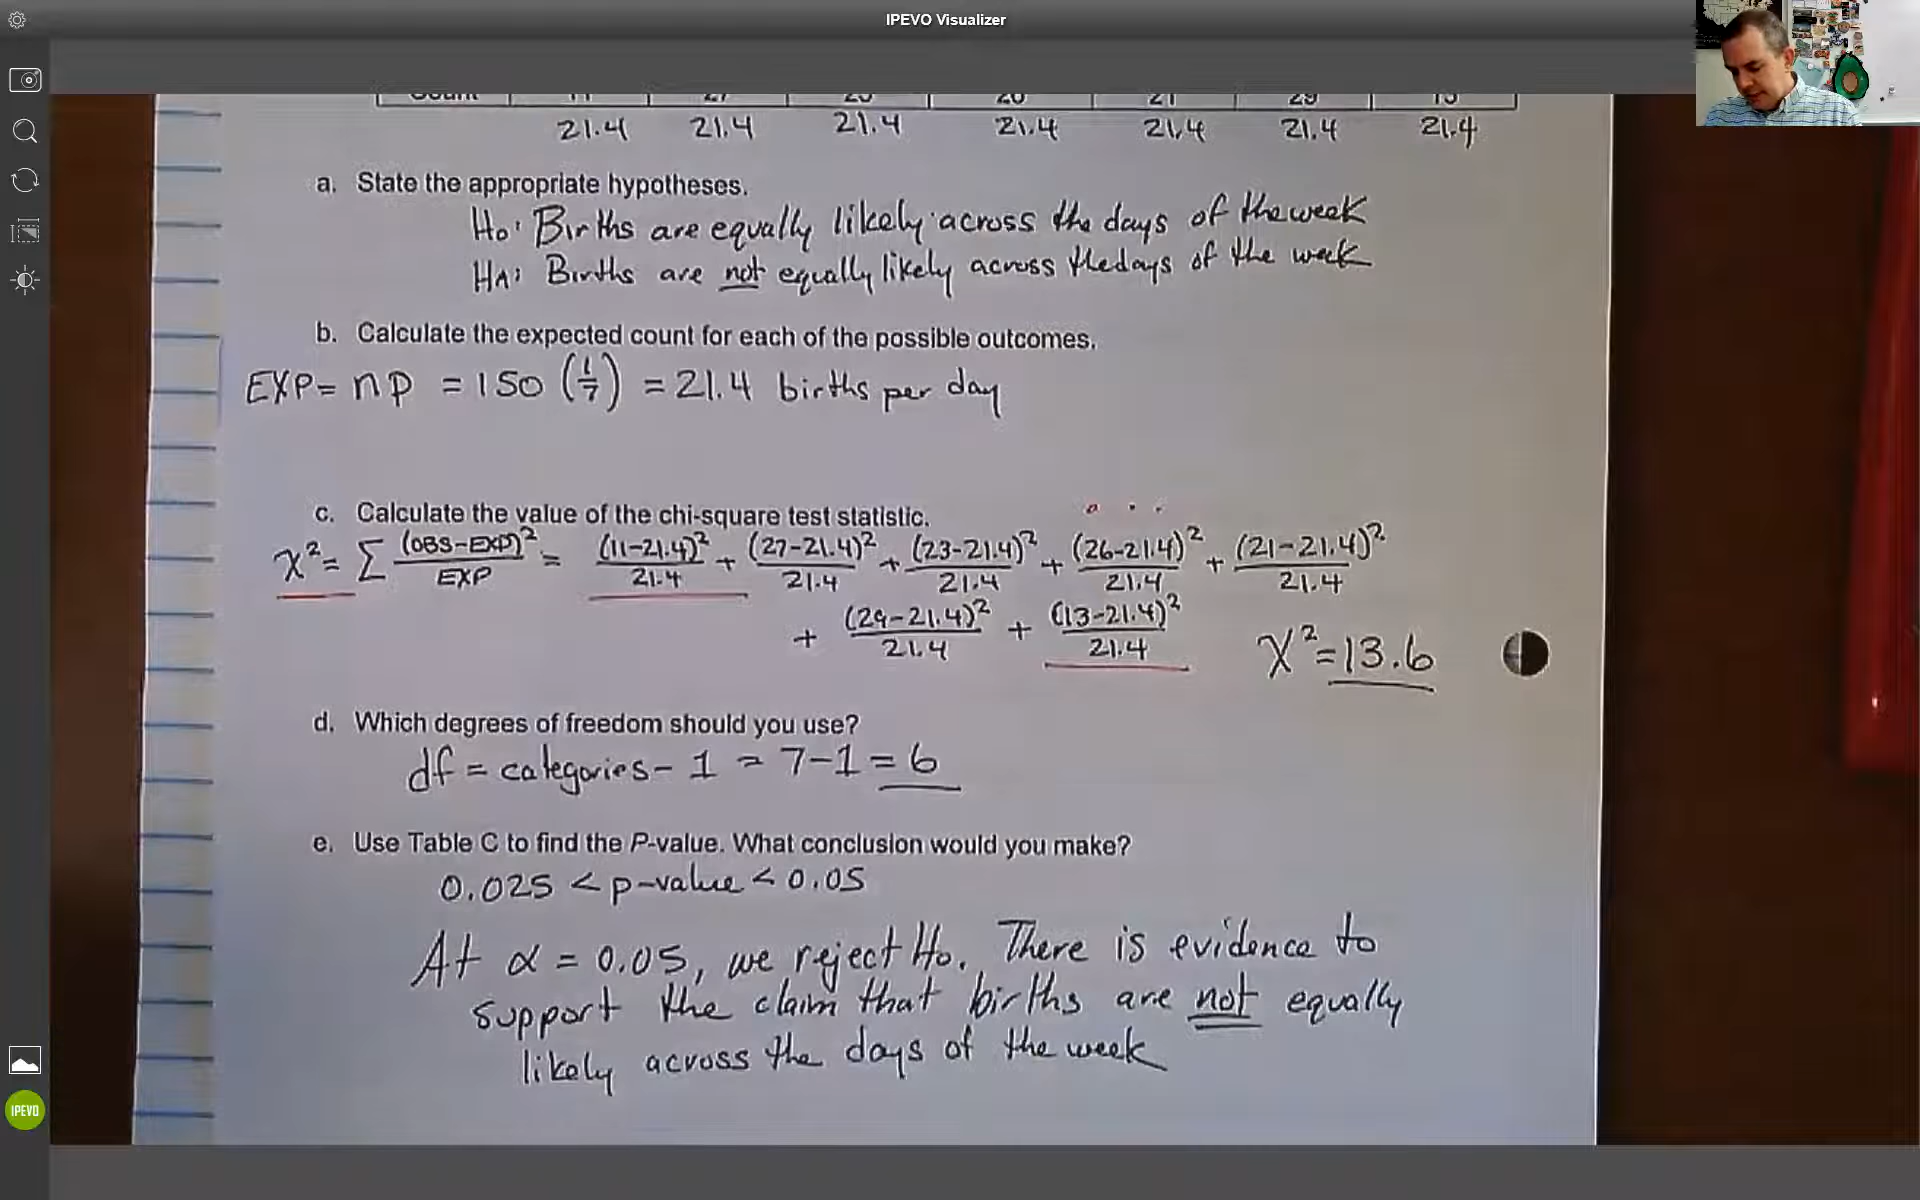 IPEVO Visualizer
21.4 21.4 21.4 21.4 21.4 21.4 21.4
a. State the appropriate hypotheses.
Ho: Births are equally likely across the days of the week
HA: Births are not equally likely across the days of the week
b. Calculate the expected count for each of the possible outcomes.
EXP = np = 150 (1/7) = 21.4 births per day
c. Calculate the value of the chi-square test statistic.
χ² = Σ (OBS-EXP)²/EXP = (11-21.4)²/21.4 + (27-21.4)²/21.4 + (23-21.4)²/21.4 + (26-21.4)²/21.4 + (21-21.4)²/21.4
+ (29-21.4)²/21.4 + (13-21.4)²/21.4 χ² = 13.6
d. Which degrees of freedom should you use?
df = categories - 1 = 7-1 = 6
e. Use Table C to find the P-value. What conclusion would you make?
0.025 < p-value < 0.05
At α = 0.05, we reject Ho. There is evidence to
support the claim that births are not equally
likely across the days of the week
IPEVO